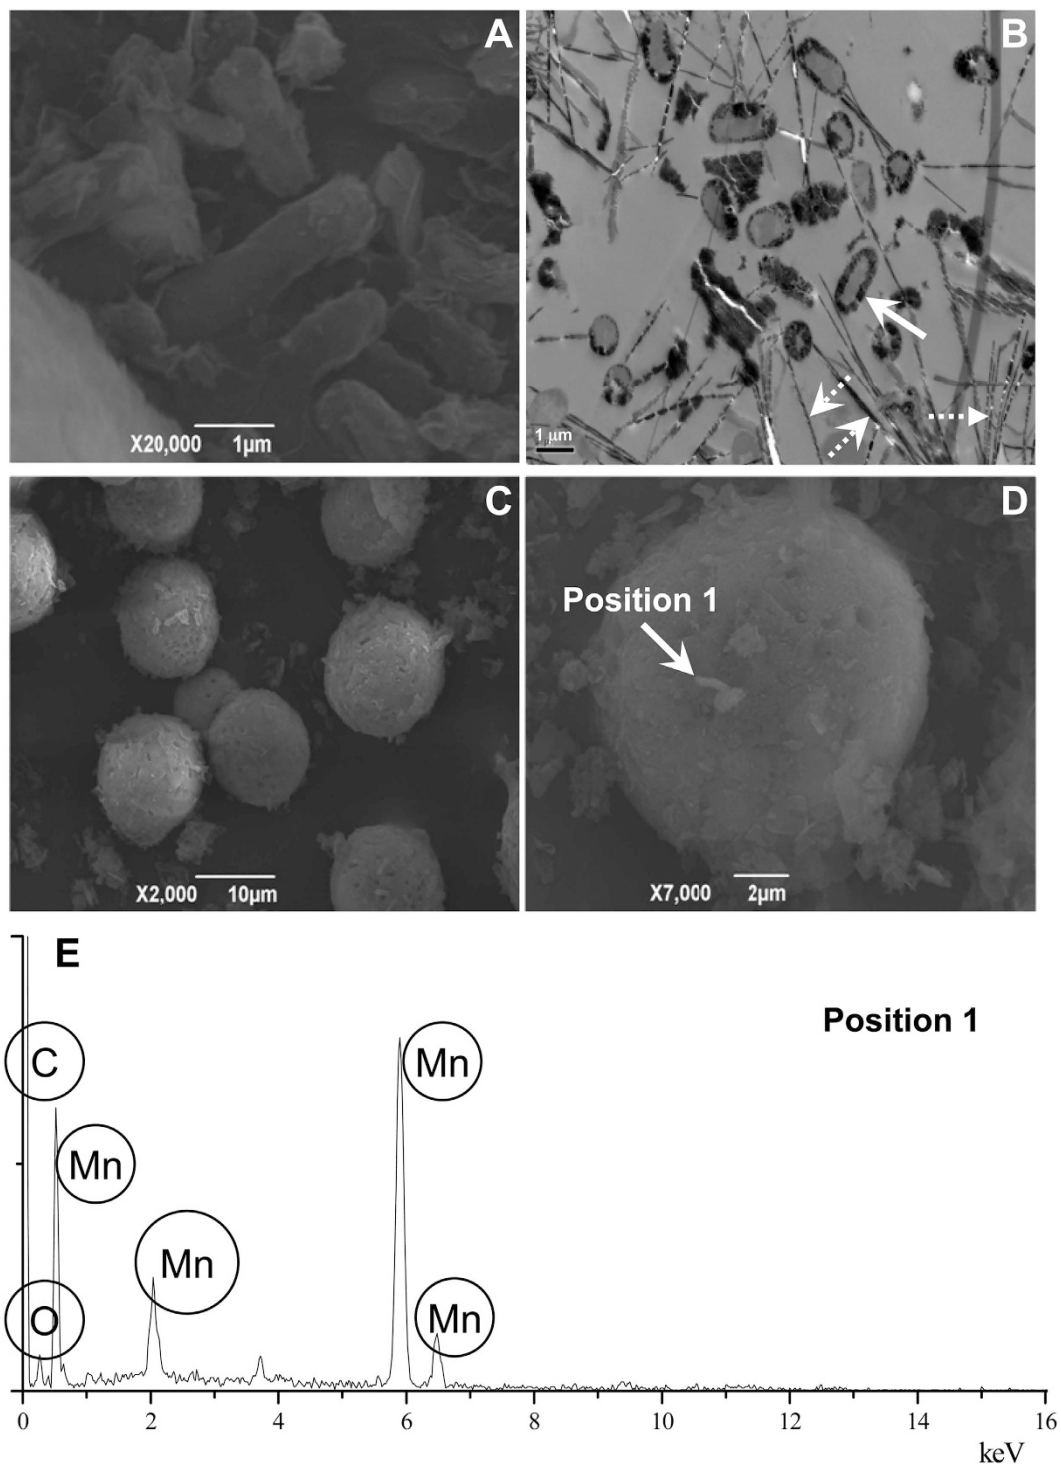 A
X20,000 1µm
B
1 µm
C
X2,000 10µm
D
Position 1
X7,000 2µm
E
Position 1
C
Mn
Mn
Mn
O
Mn
0 2 4 6 8 10 12 14 16
keV